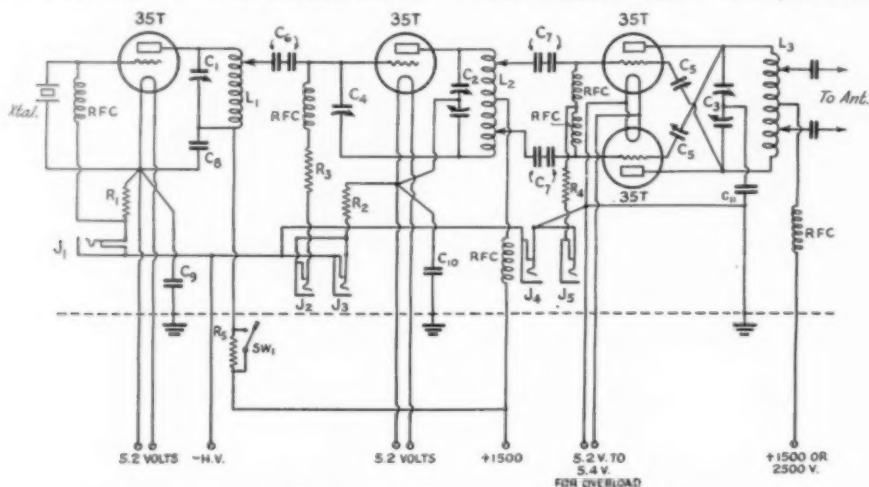 35T
35T
35T
C6
C7
L3
Xtal.
RFC
C1
L1
RFC
C4
C2
L2
RFC
RFC
C5
C5
C3
To Ant.
C8
R3
C7
35T
R1
R2
R4
C11
J1
C9
J2
J3
C10
RFC
J4
J5
RFC
R5
SW1
5.2 VOLTS
-H.V.
5.2 VOLTS
+1500
5.2 V. TO
5.4 V.
FOR OVERLOAD
+1500 OR
2500 V.